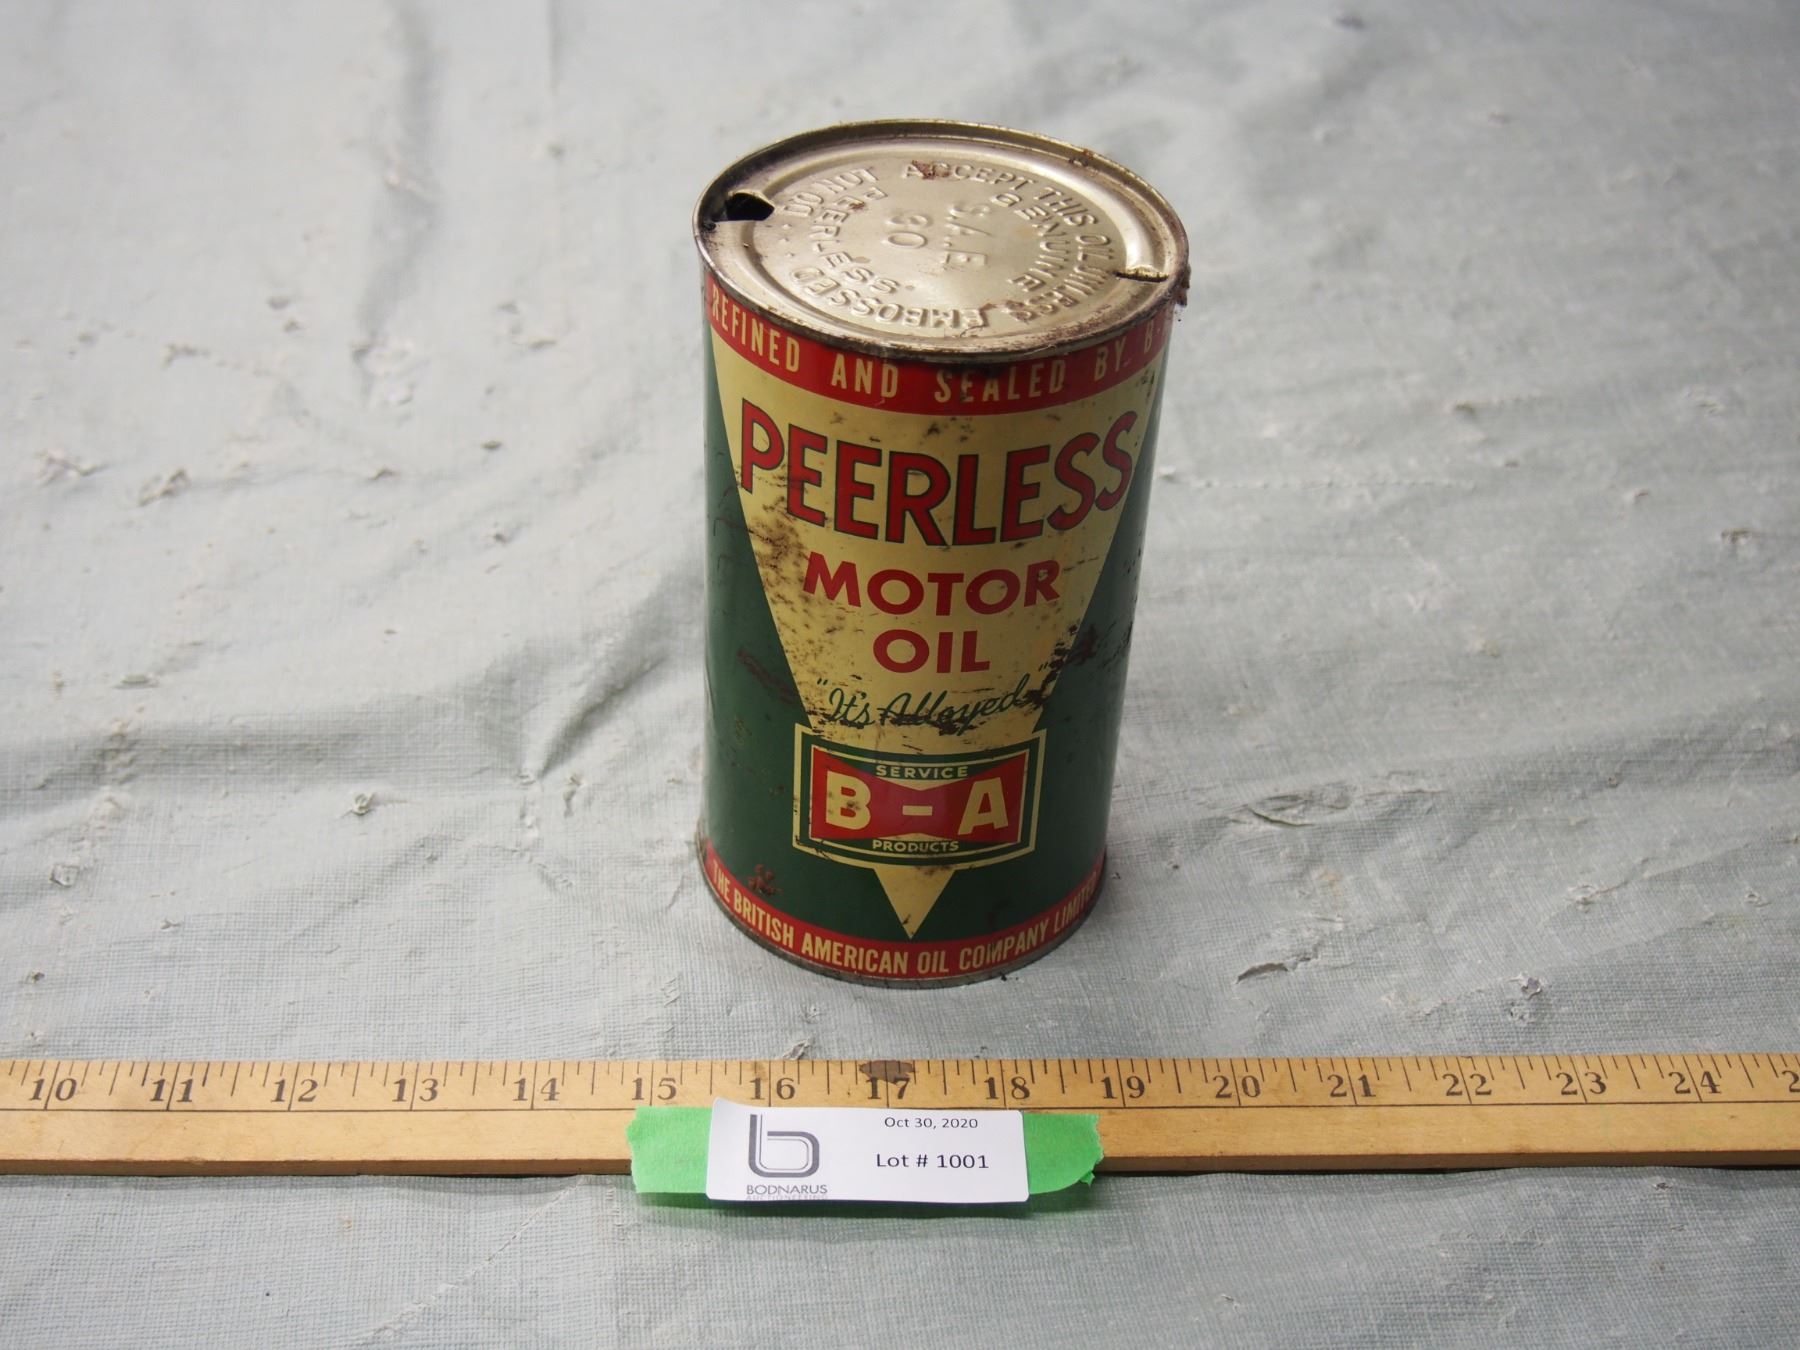 DO NOT ACCEPT THIS OIL UNLESS EMBOSSED
GENUINE PEERLESS
S.A.E.
30
REFINED AND SEALED BY B-
PEERLESS
MOTOR
OIL
"It's Alloyed"
SERVICE
B-A
PRODUCTS
THE BRITISH AMERICAN OIL COMPANY LIMITED
10 11 12 13 14 15 16 17 18 19 20 21 22 23 24 2
Oct 30, 2020
Lot # 1001
b
BODNARUS
AUCTIONEERING